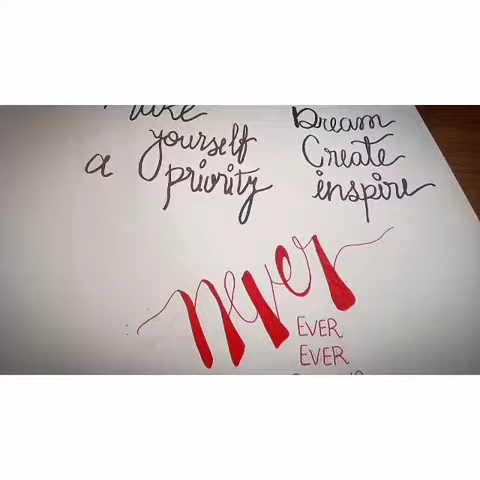 yourself
a priority
Dream
Create
inspire
never
EVER
EVER